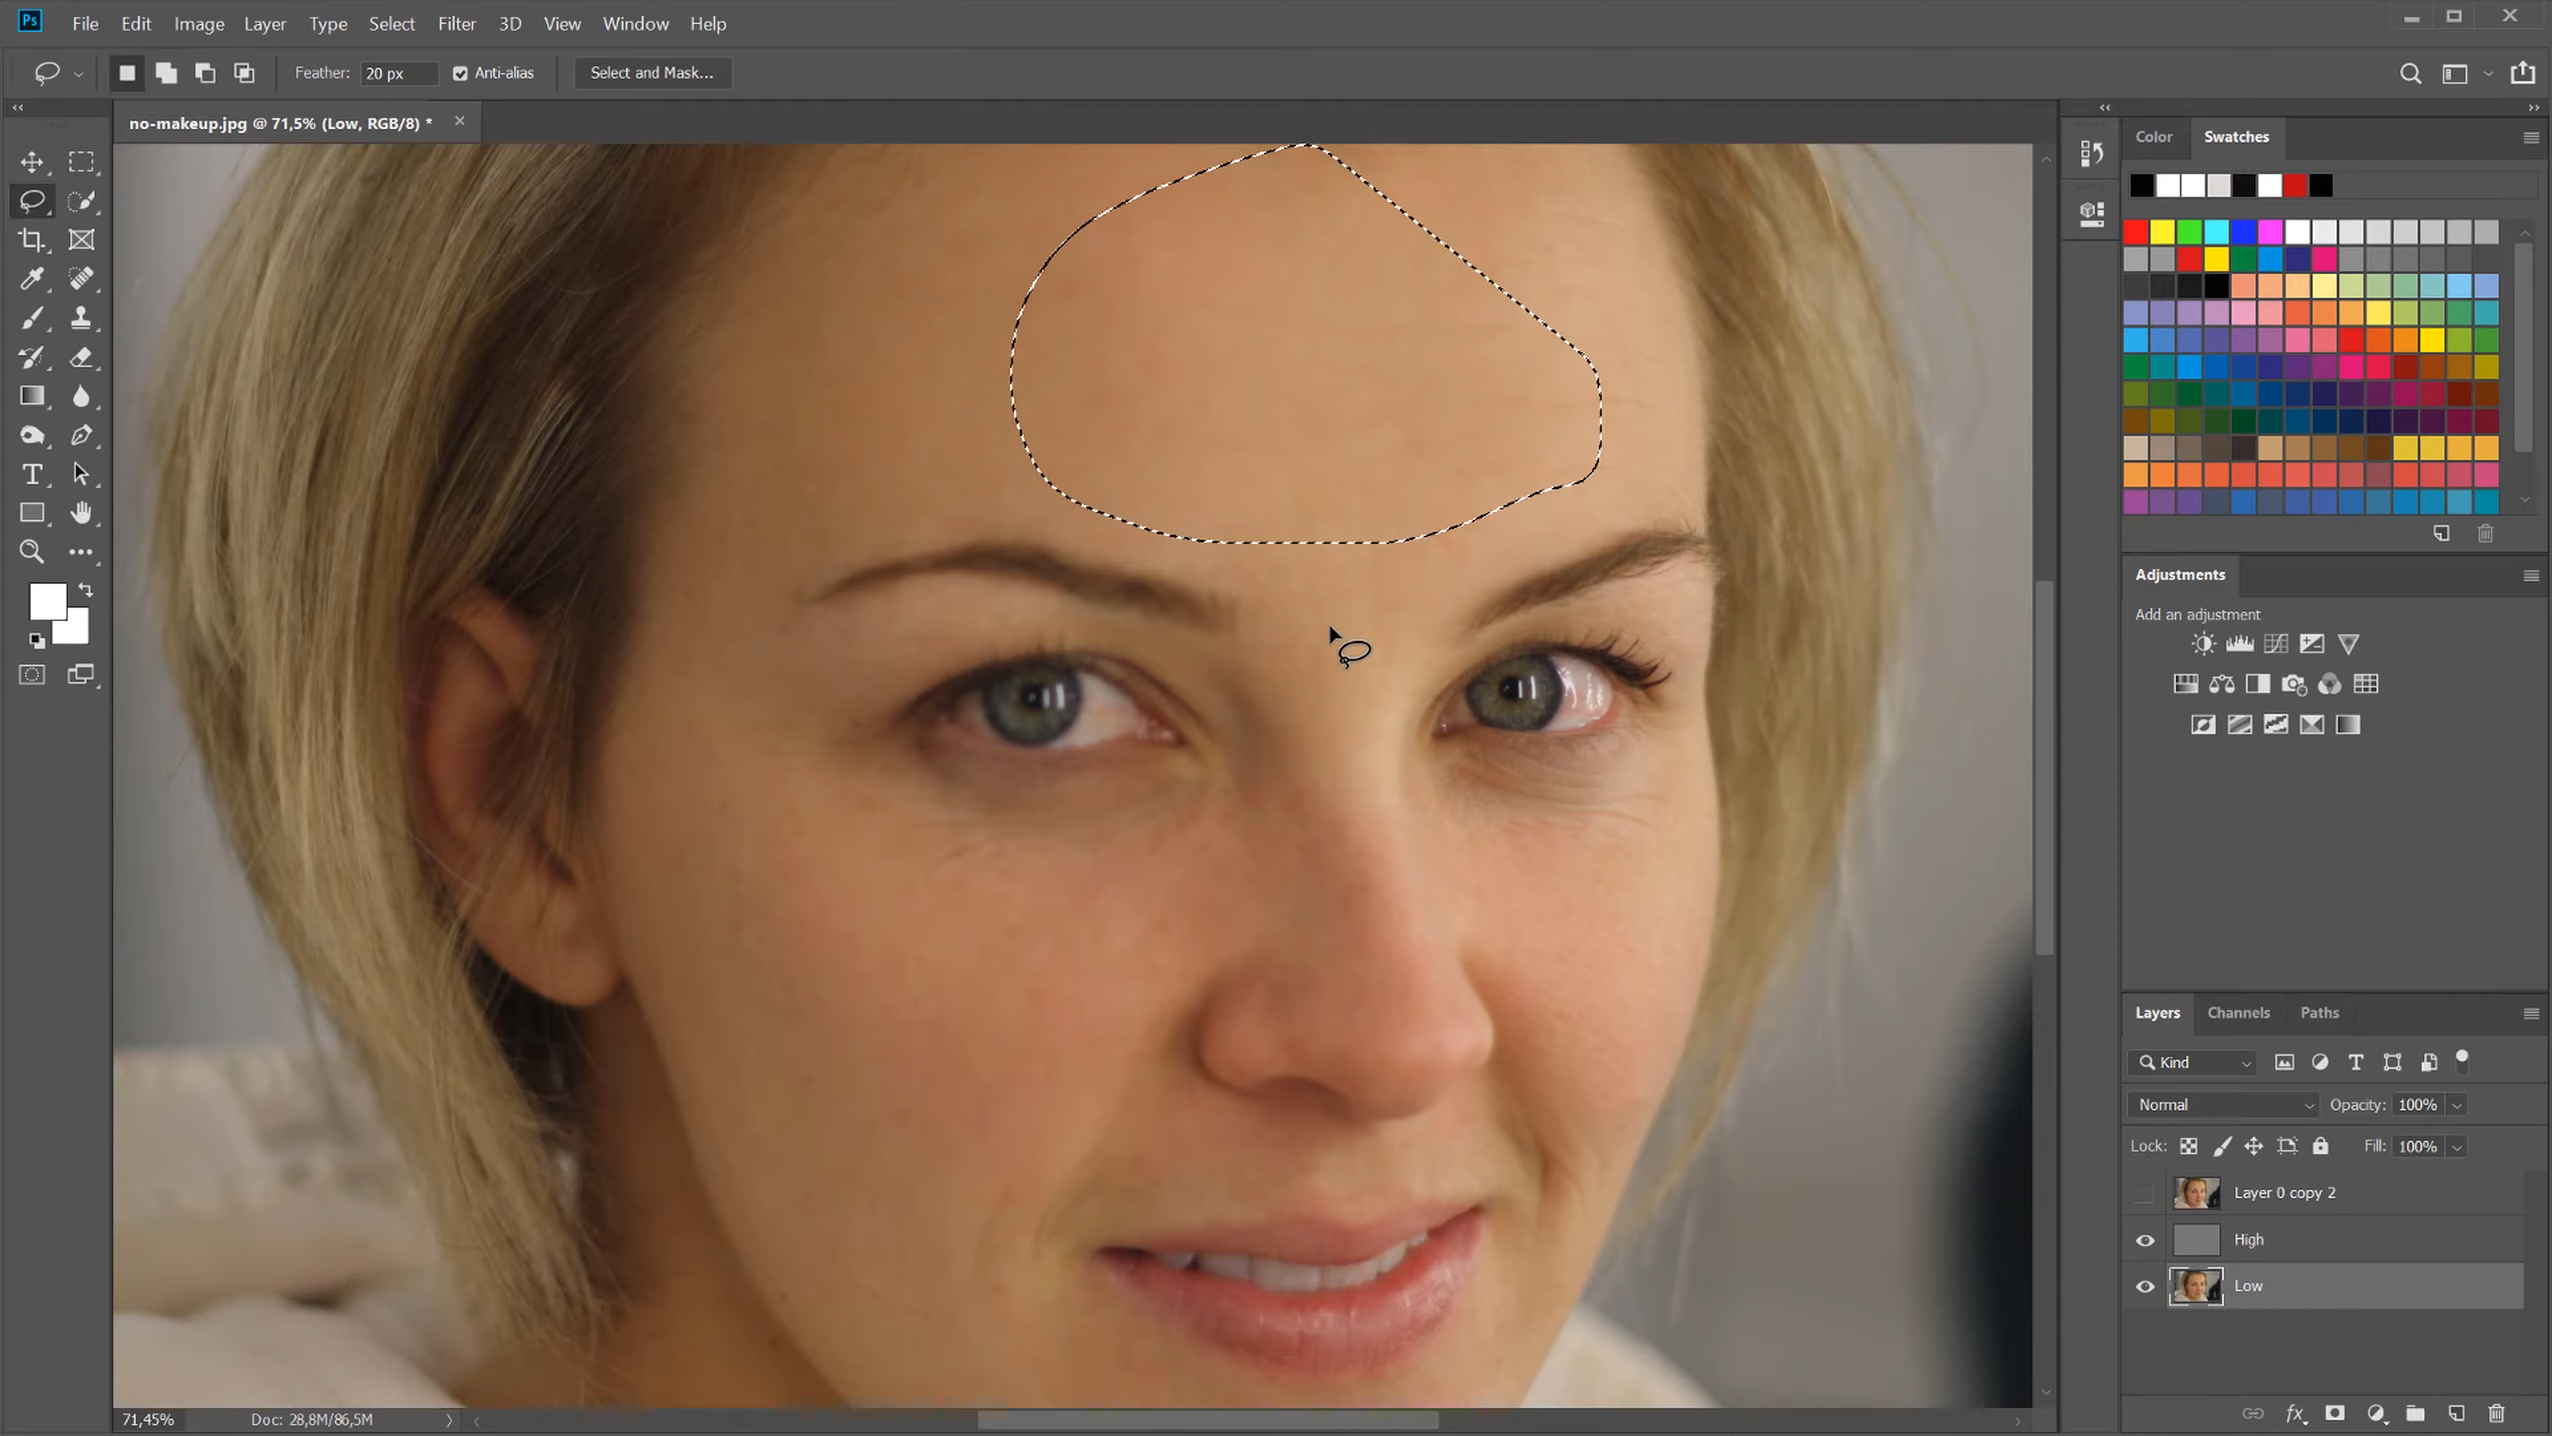 Ps File Edit Image Layer Type Select Filter 3D View Window Help
Feather: 20 px Anti-alias Select and Mask...
no-makeup.jpg @ 71,5% (Low, RGB/8) *
Color Swatches
Adjustments
Add an adjustment
Layers Channels Paths
Kind
Normal Opacity: 100%
Lock: Fill: 100%
Layer 0 copy 2
High
Low
71,45% Doc: 28,8M/86,5M